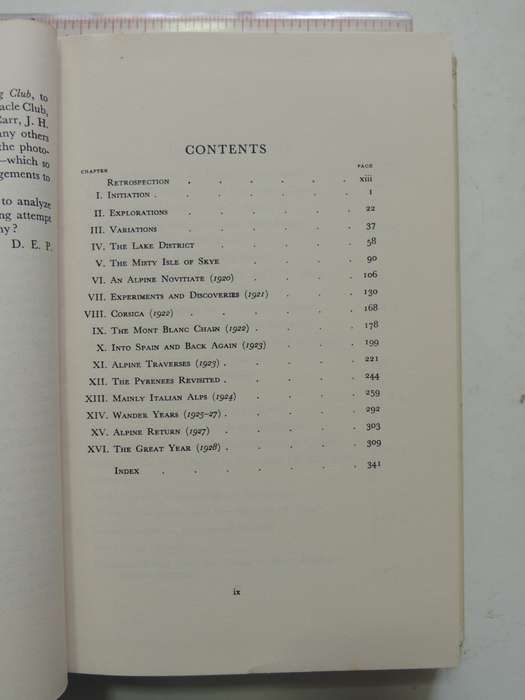 g Club, to
acle Club,
arr, J. H.
any others
the photo-
—which so
gements to
to analyze
ng attempt
ny?
D. E. P.
CONTENTS
CHAPTER PAGE
RETROSPECTION . . . . . . xiii
I. INITIATION . . . . . . . 1
II. EXPLORATIONS . . . . . . 22
III. VARIATIONS . . . . . . 37
IV. THE LAKE DISTRICT . . . . . 58
V. THE MISTY ISLE OF SKYE . . . . 90
VI. AN ALPINE NOVITIATE (1920) . . . . 106
VII. EXPERIMENTS AND DISCOVERIES (1921) . . . 130
VIII. CORSICA (1922) . . . . . 168
IX. THE MONT BLANC CHAIN (1922) . . . . 178
X. INTO SPAIN AND BACK AGAIN (1923) . . . 199
XI. ALPINE TRAVERSES (1923) . . . . 221
XII. THE PYRENEES REVISITED . . . . . 244
XIII. MAINLY ITALIAN ALPS (1924) . . . . 259
XIV. WANDER YEARS (1925-27) . . . . . 292
XV. ALPINE RETURN (1927) . . . . . 303
XVI. THE GREAT YEAR (1928) . . . . . 309
INDEX . . . . . . . 341
ix